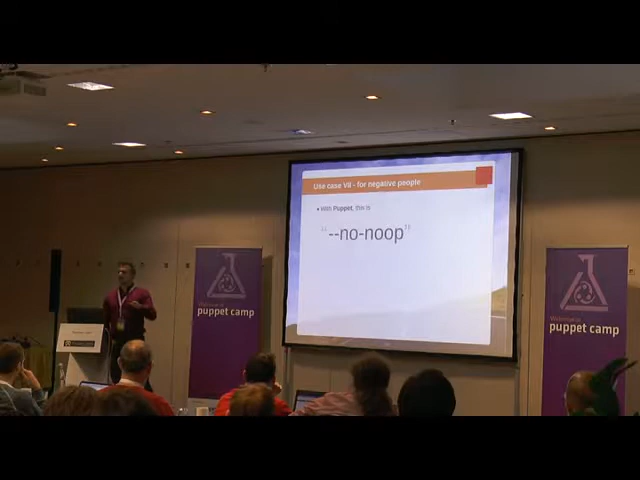 Use case VII - for negative people
• With Puppet, this is
"--no-noop"
puppet camp
puppet camp